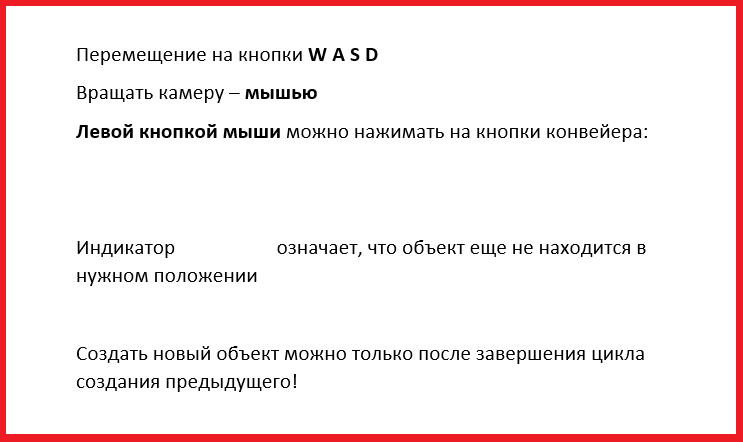 Перемещение на кнопки W A S D
Вращать камеру – мышью
Левой кнопкой мыши можно нажимать на кнопки конвейера:
Индикатор означает, что объект еще не находится в
нужном положении
Создать новый объект можно только после завершения цикла
создания предыдущего!